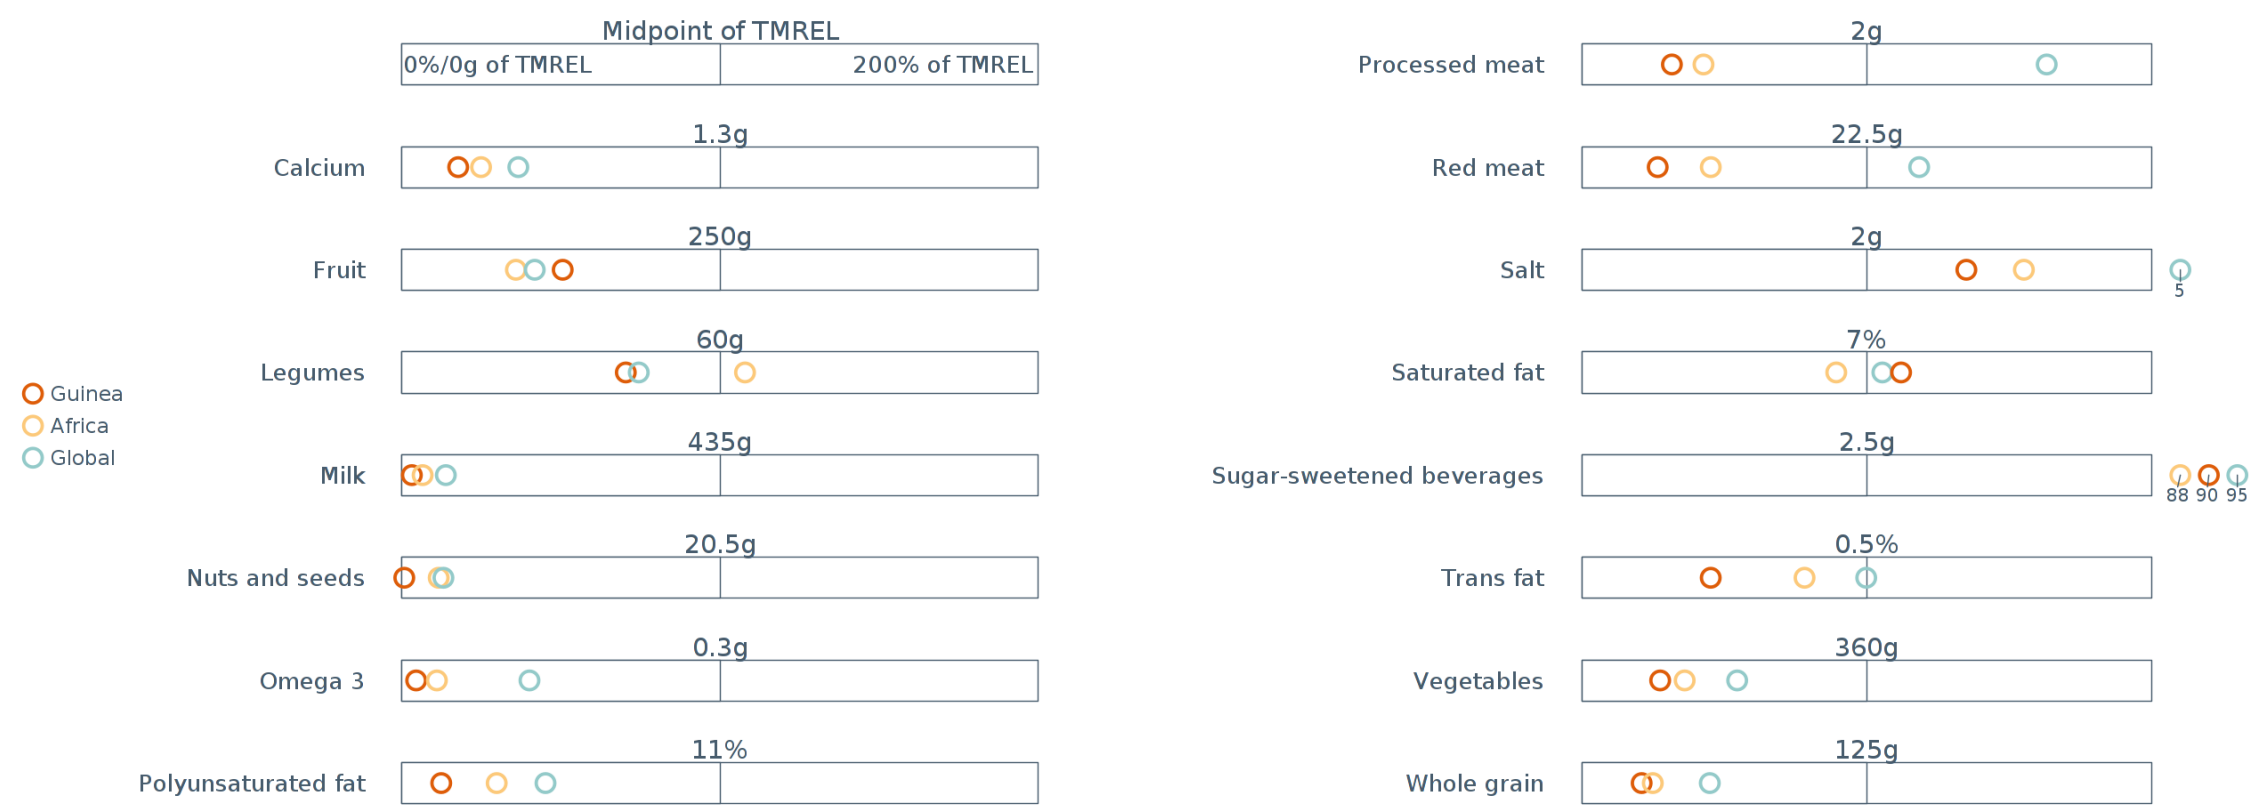 Midpoint of TMREL
0%/0g of TMREL
200% of TMREL
1.3g
Calcium
250g
Fruit
60g
Legumes
435g
Milk
20.5g
Nuts and seeds
0.3g
Omega 3
11%
Polyunsaturated fat
Guinea
Africa
Global
2g
Processed meat
22.5g
Red meat
2g
Salt
5
7%
Saturated fat
2.5g
Sugar-sweetened beverages
88 90 95
0.5%
Trans fat
360g
Vegetables
125g
Whole grain